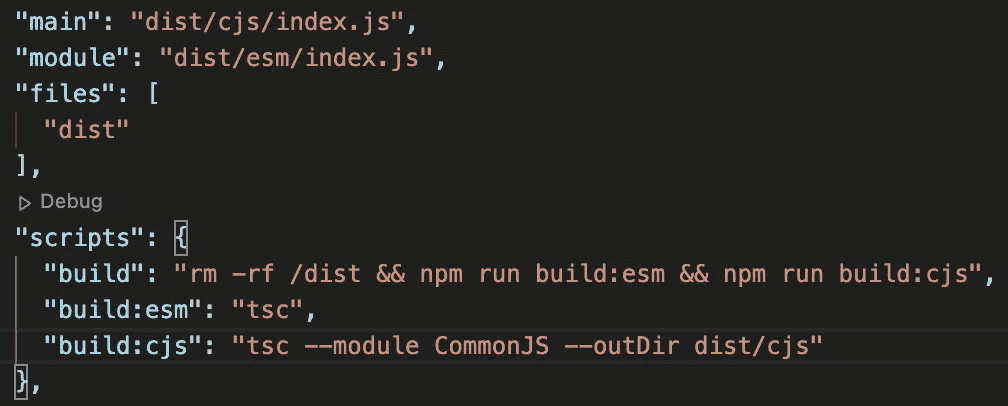 "main": "dist/cjs/index.js",
"module": "dist/esm/index.js",
"files": [
"dist"
],
Debug
"scripts": {
"build": "rm -rf /dist && npm run build:esm && npm run build:cjs",
"build:esm": "tsc",
"build:cjs": "tsc --module CommonJS --outDir dist/cjs"
},